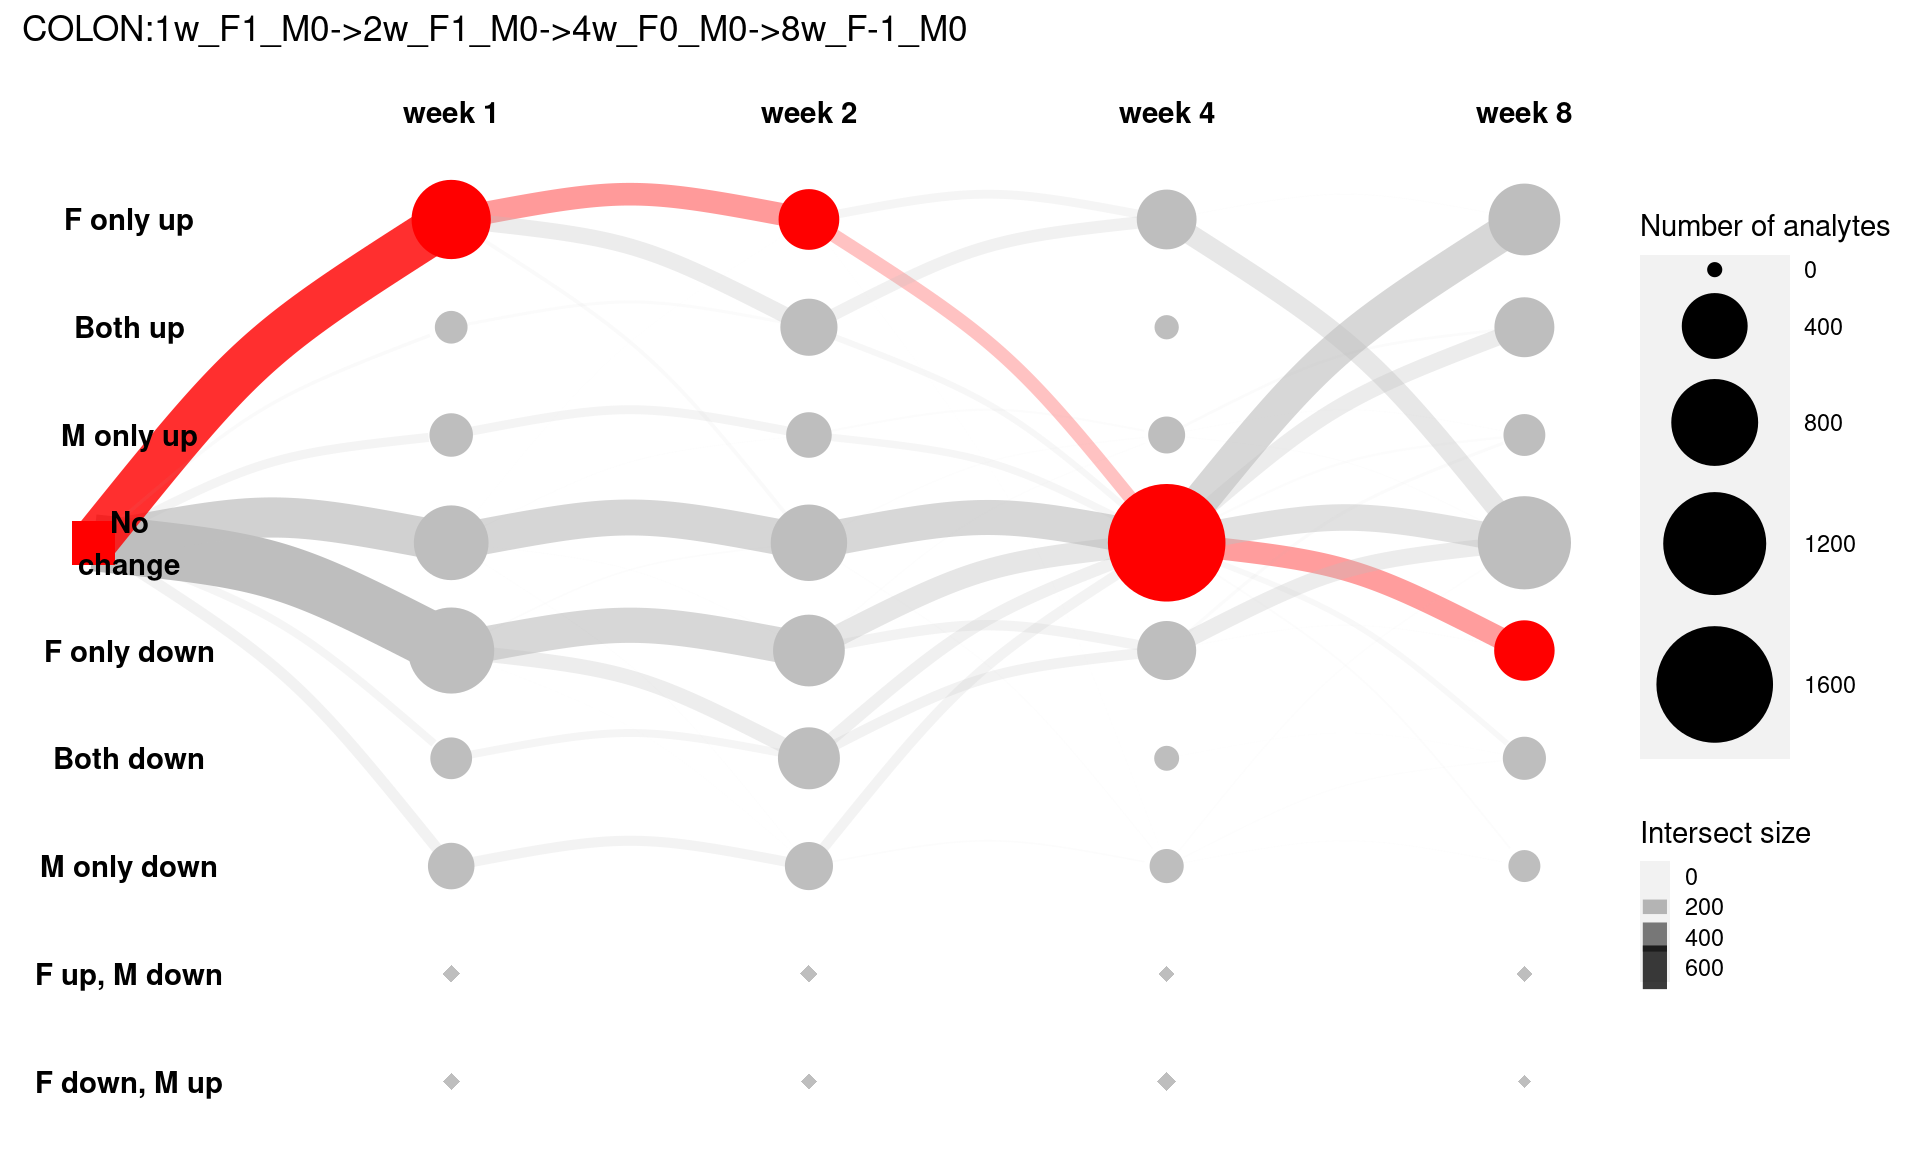 COLON:1w_F1_M0->2w_F1_M0->4w_F0_M0->8w_F-1_M0
week 1
week 2
week 4
week 8
F only up
Both up
M only up
No
change
F only down
Both down
M only down
F up, M down
F down, M up
Number of analytes
0
400
800
1200
1600
Intersect size
0
200
400
600